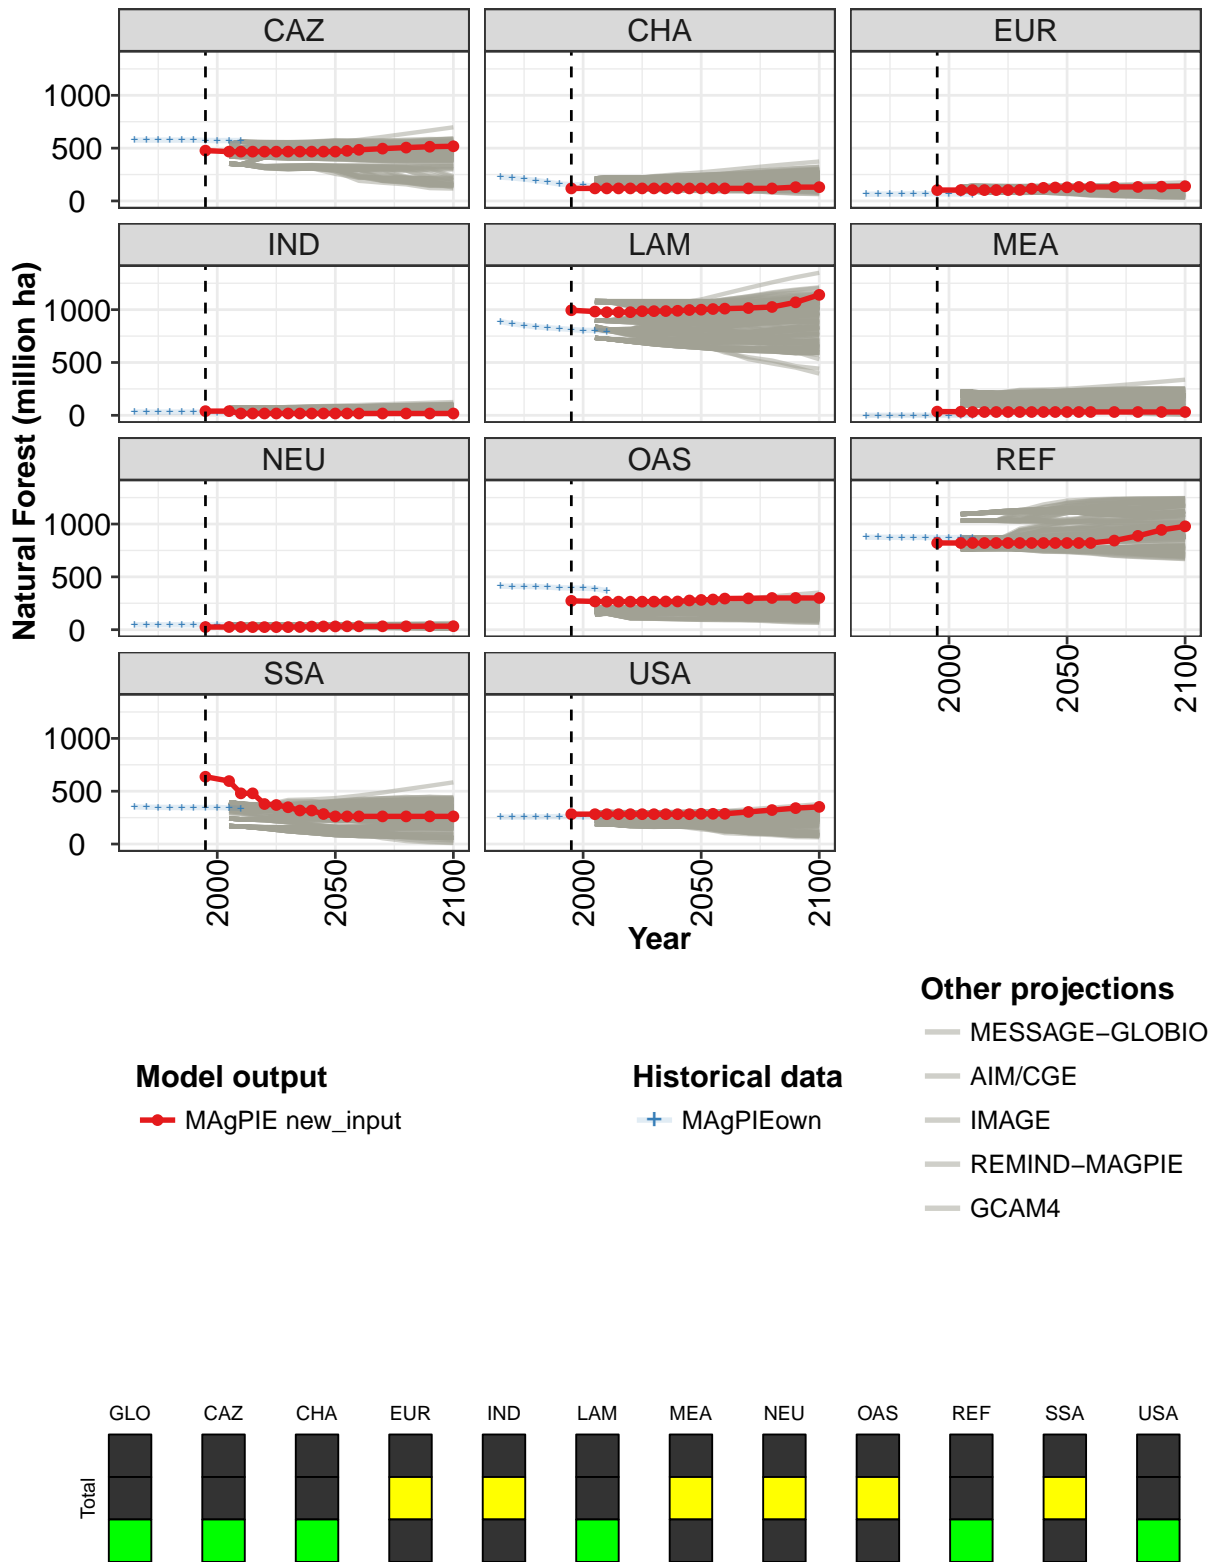 CAZ CHA EUR
1000
500
0
IND LAM MEA
1000
500
0
NEU OAS REF
1000
500
0
2000 2050 2100
SSA USA
1000
500
0
2000 2050 2100 2000 2050 2100
Natural Forest (million ha)
Year
Model output
MAgPIE new_input
Historical data
MAgPIEown
Other projections
MESSAGE−GLOBIO
AIM/CGE
IMAGE
REMIND−MAGPIE
GCAM4
GLO CAZ CHA EUR IND LAM MEA NEU OAS REF SSA USA
Total